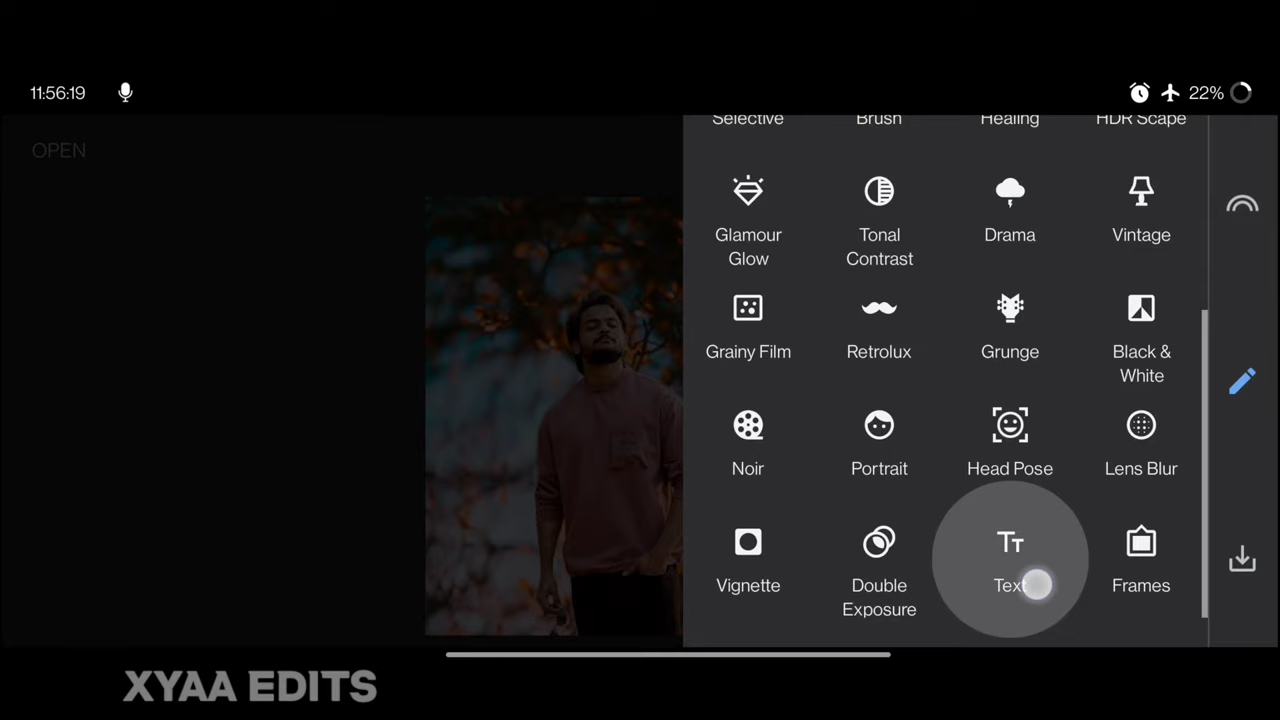 11:56:19 22%
OPEN
Selective Brush Healing HDR Scape
Glamour Glow Tonal Contrast Drama Vintage
Grainy Film Retrolux Grunge Black & White
Noir Portrait Head Pose Lens Blur
Vignette Double Exposure Text Frames
XYAA EDITS